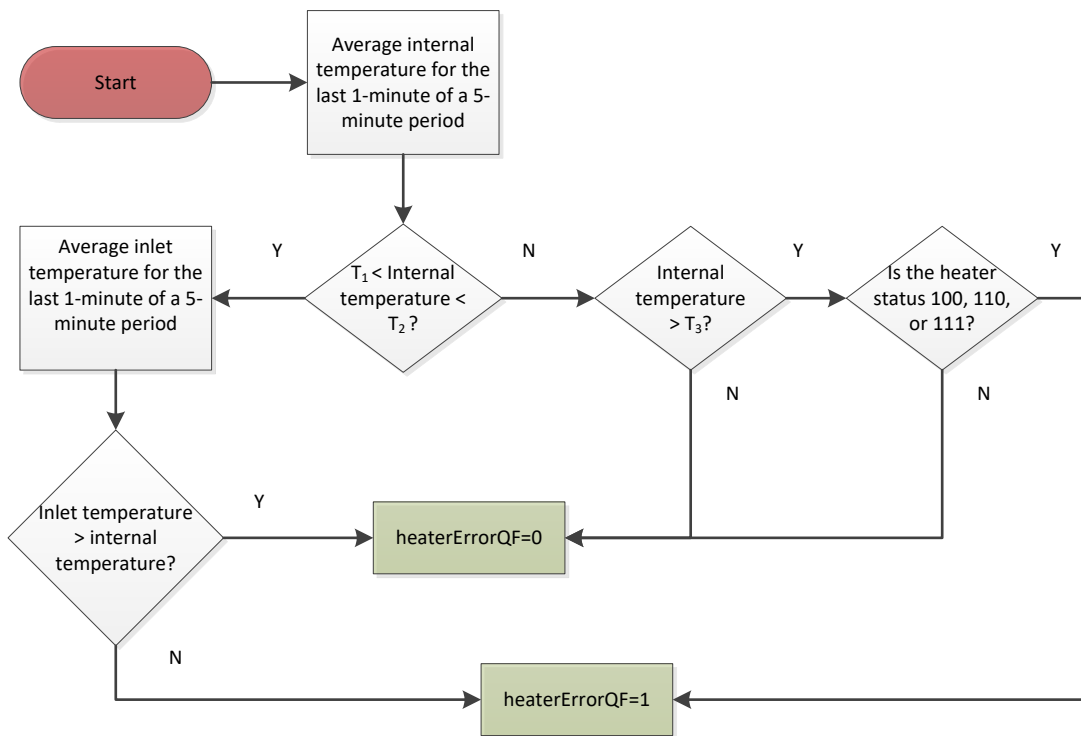 Start
Average internal
temperature for the
last 1-minute of a 5-
minute period
Average inlet
temperature for the
last 1-minute of a 5-
minute period
Y
T₁ < Internal
temperature <
T₂ ?
N
Internal
temperature
> T₃?
Y
Is the heater
status 100, 110,
or 111?
Y
N
N
Inlet temperature
> internal
temperature?
Y
heaterErrorQF=0
N
heaterErrorQF=1